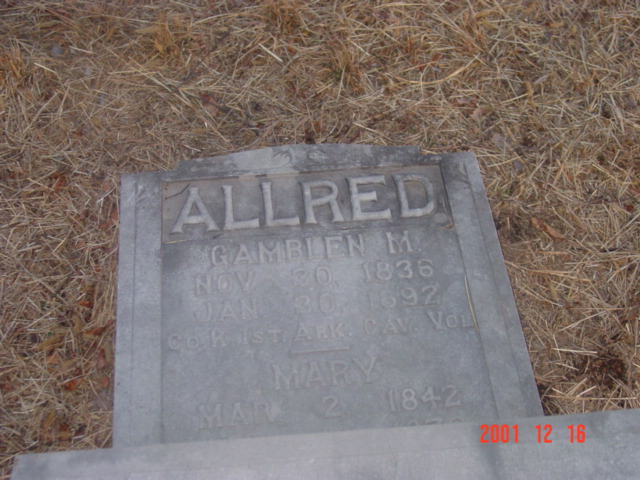 ALLRED
GAMBLEN M.
NOV 30, 1836
JAN 30, 1892
Co. 1st. ARK. CAV. VOL
MARY
MAR 2 1842
2001 12 16